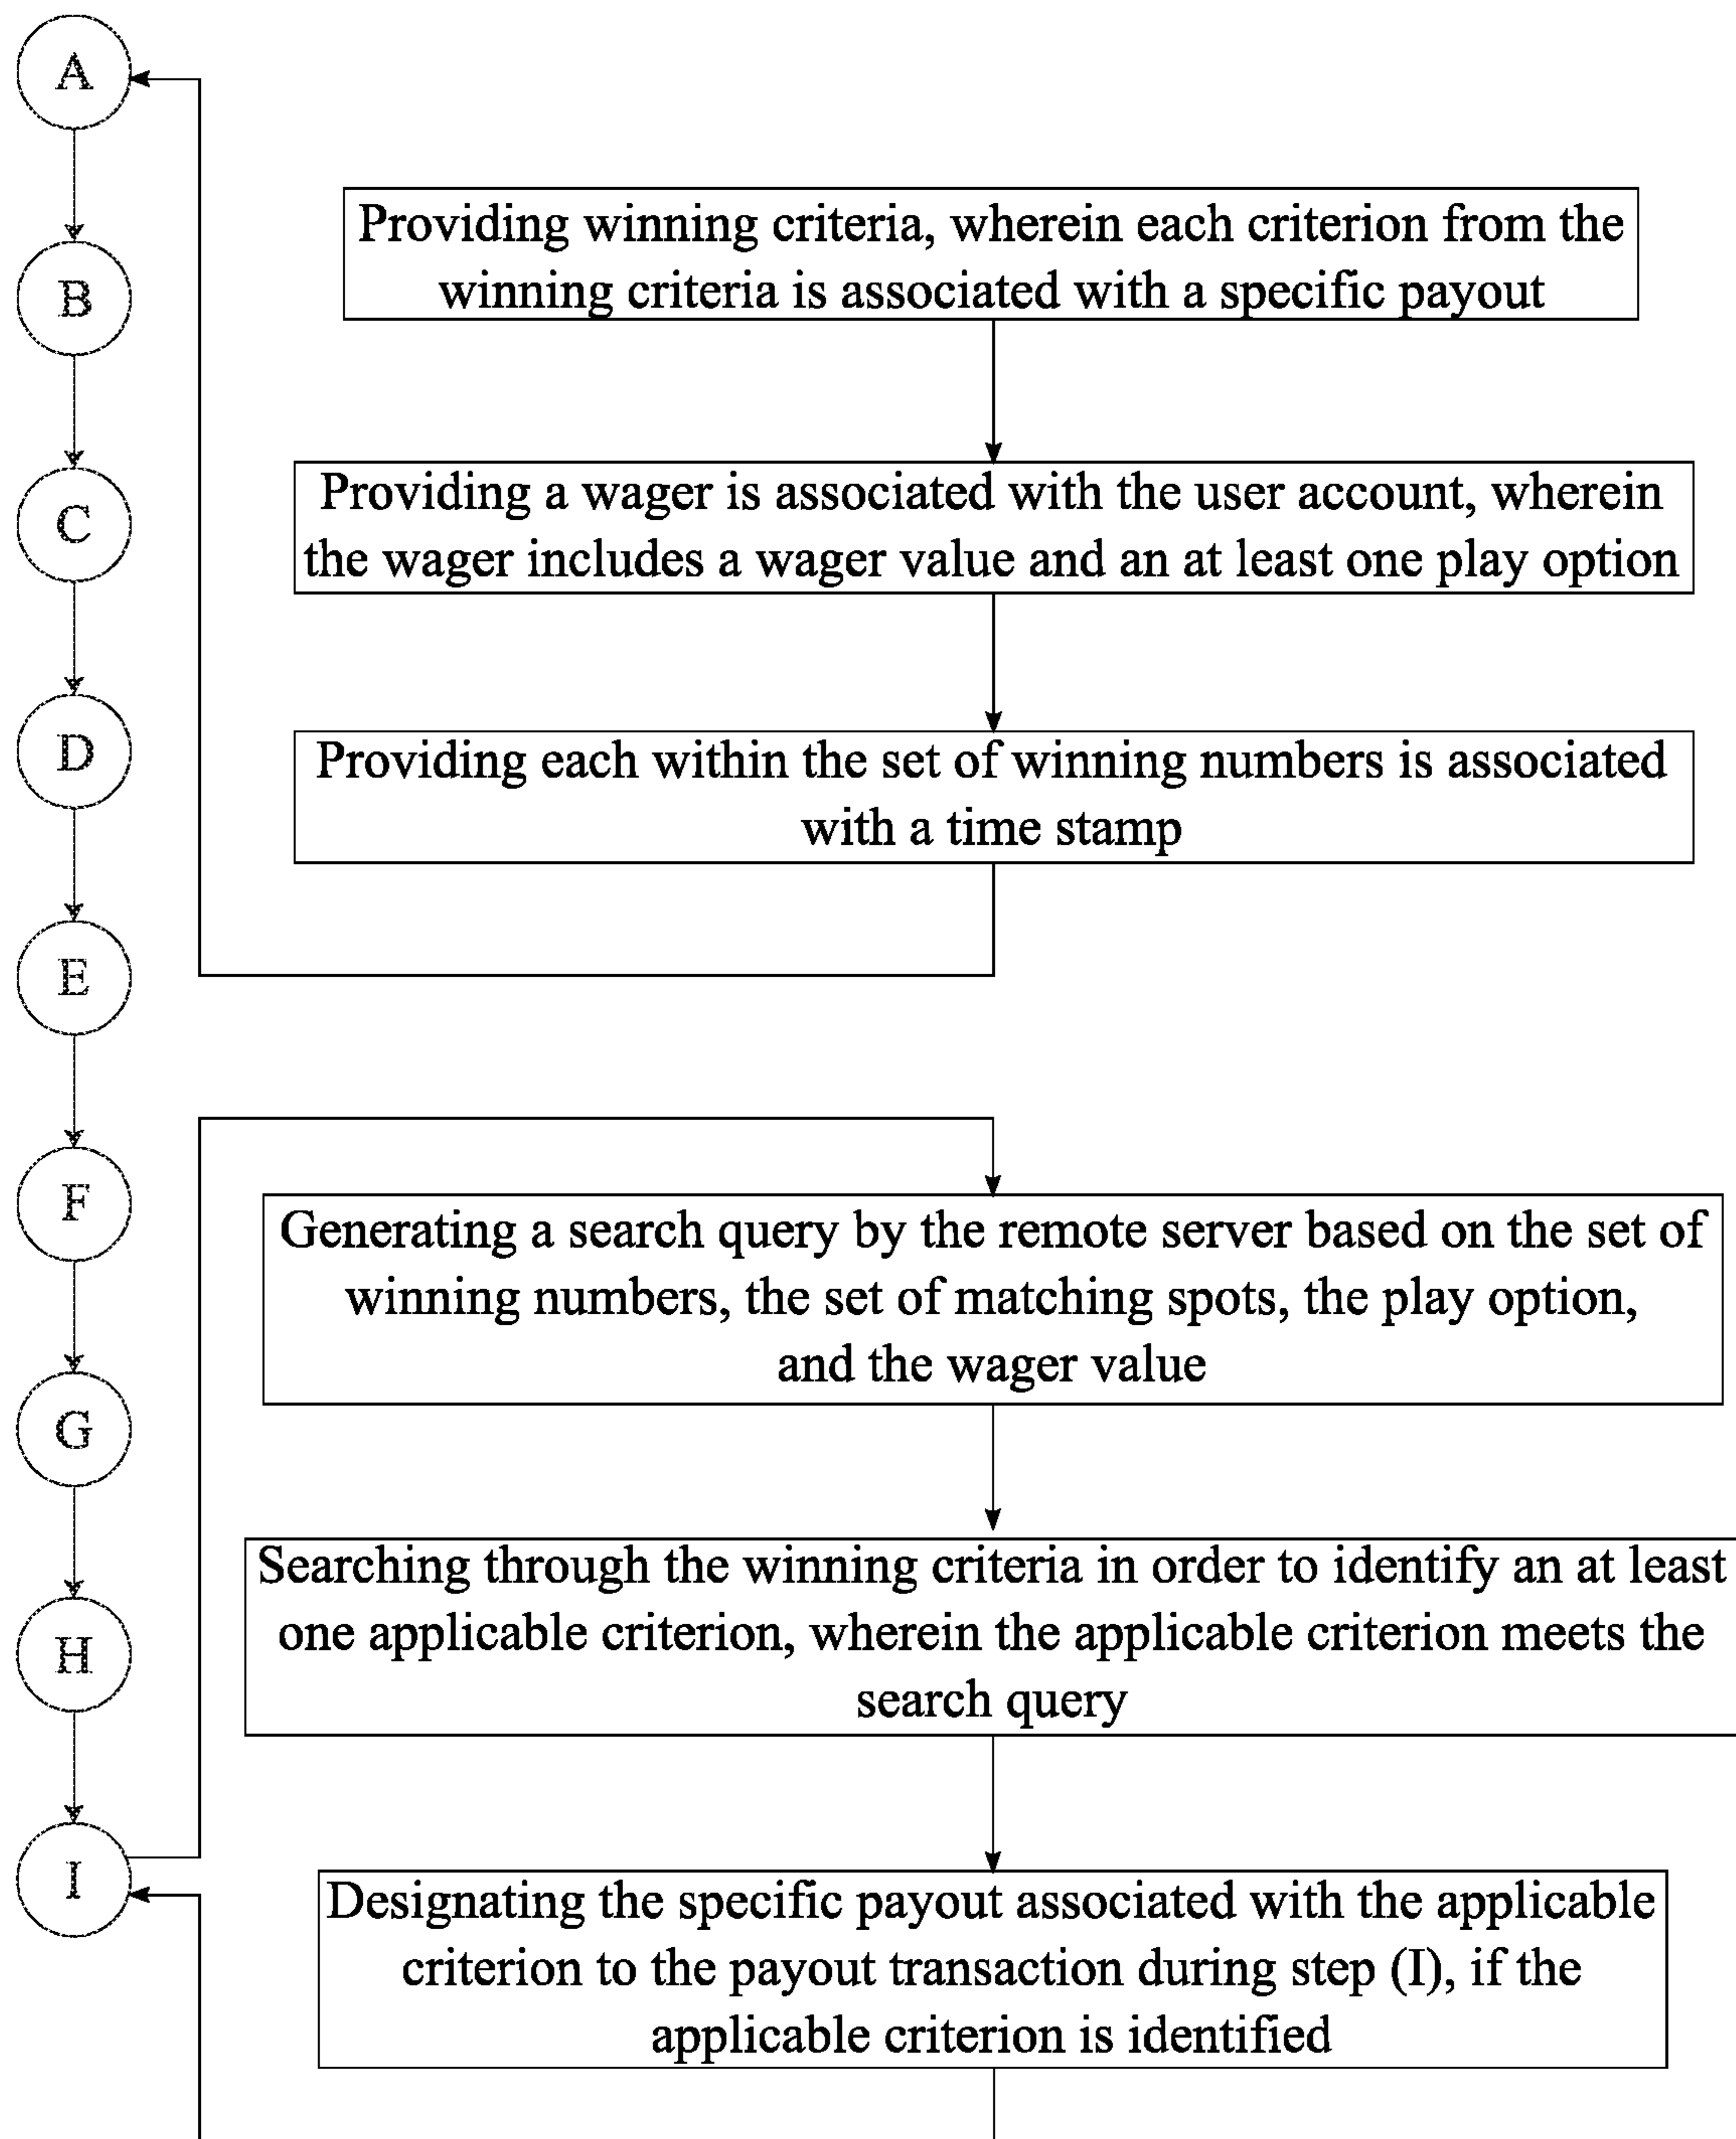 A
B
C
D
E
F
G
H
I
Providing winning criteria, wherein each criterion from the
winning criteria is associated with a specific payout
Providing a wager is associated with the user account, wherein
the wager includes a wager value and an at least one play option
Providing each within the set of winning numbers is associated
with a time stamp
Generating a search query by the remote server based on the set of
winning numbers, the set of matching spots, the play option,
and the wager value
Searching through the winning criteria in order to identify an at least
one applicable criterion, wherein the applicable criterion meets the
search query
Designating the specific payout associated with the applicable
criterion to the payout transaction during step (I), if the
applicable criterion is identified